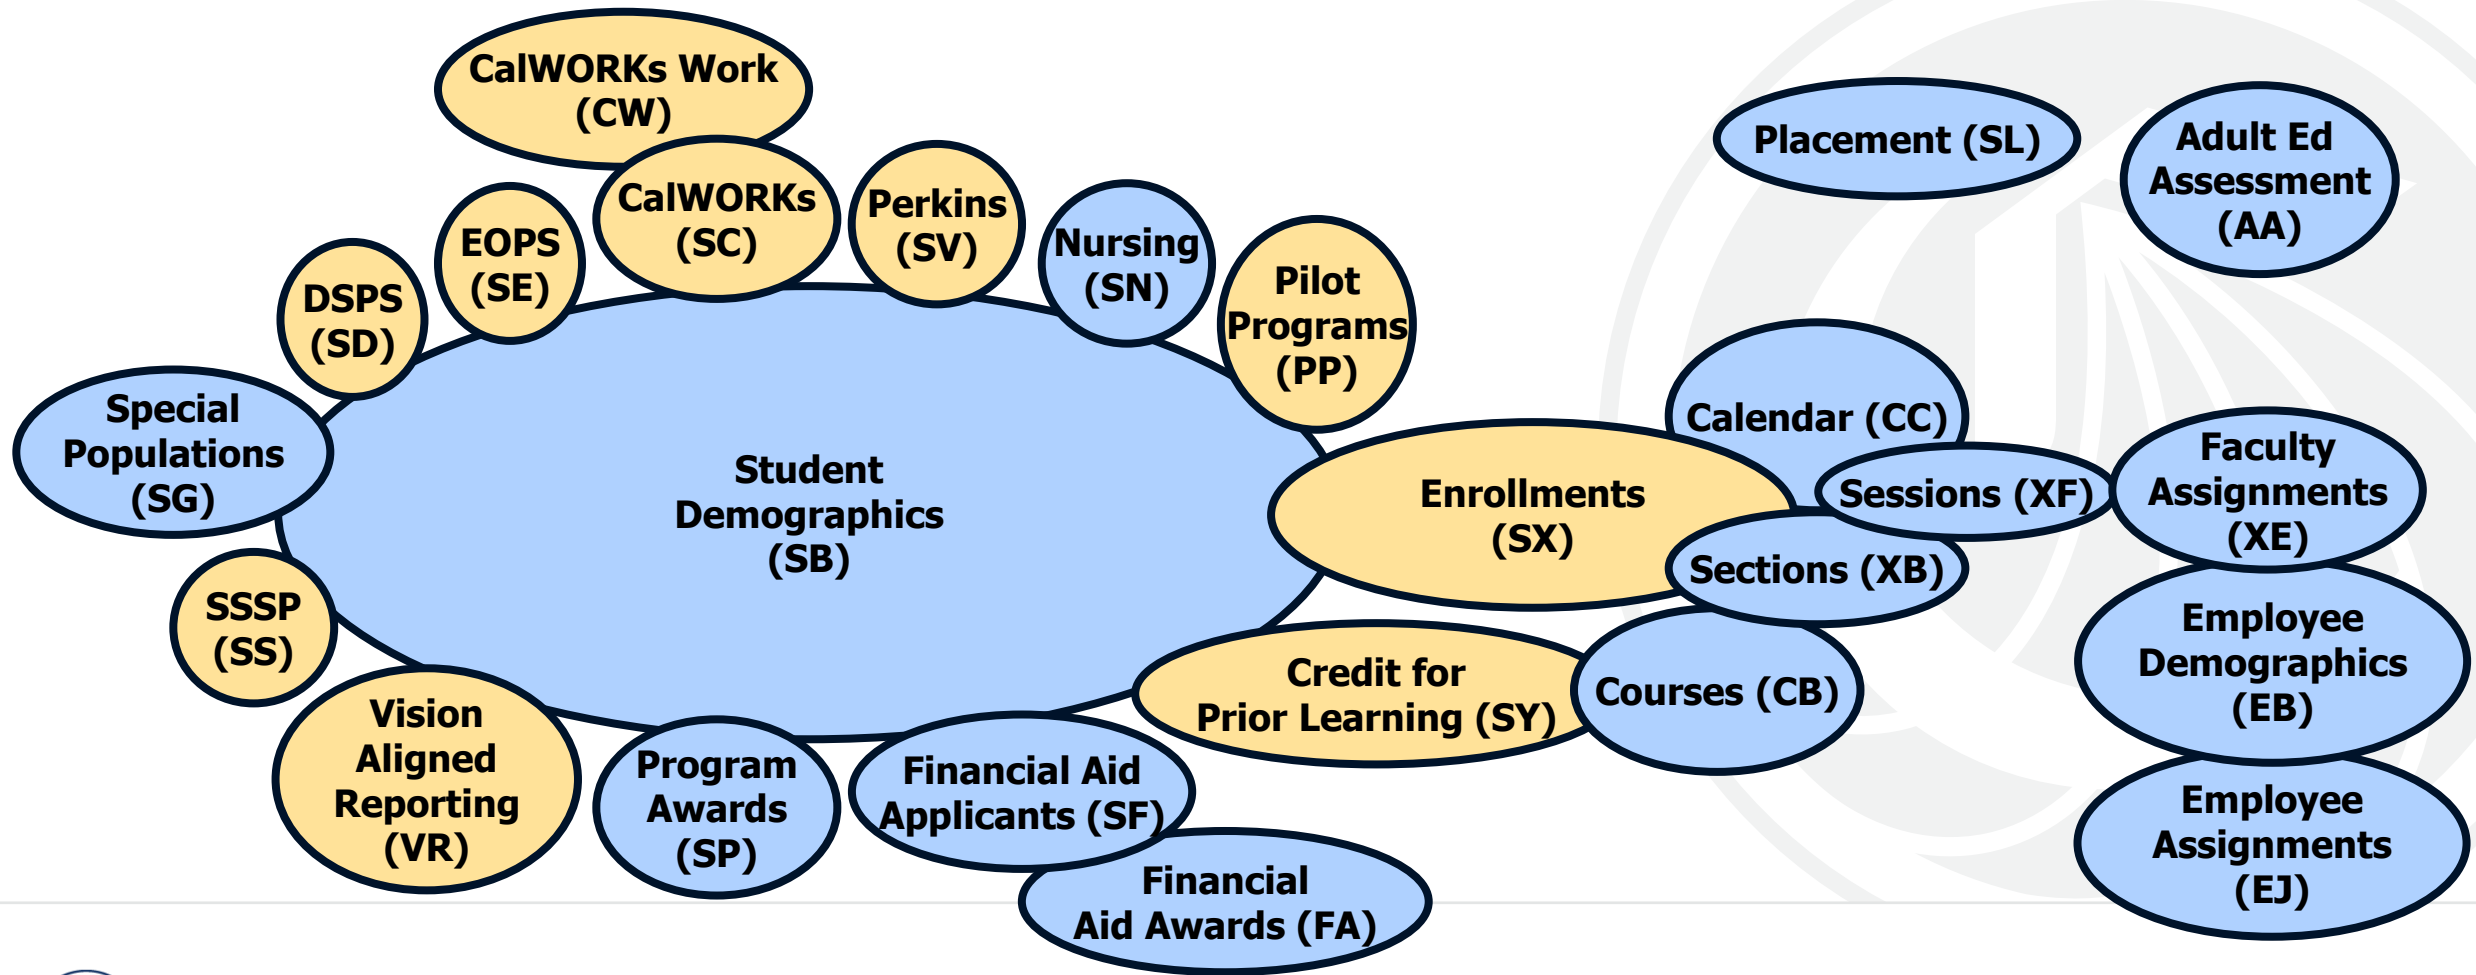 CalWORKs Work
(CW)
CalWORKs
(SC)
Perkins
(SV)
Nursing
(SN)
Pilot
Programs
(PP)
EOPS
(SE)
DSPS
(SD)
Special
Populations
(SG)
SSSP
(SS)
Vision
Aligned
Reporting
(VR)
Student
Demographics
(SB)
Program
Awards
(SP)
Financial Aid
Applicants (SF)
Financial
Aid Awards (FA)
Credit for
Prior Learning (SY)
Enrollments
(SX)
Calendar (CC)
Sessions (XF)
Sections (XB)
Courses (CB)
Placement (SL)
Adult Ed
Assessment
(AA)
Faculty
Assignments
(XE)
Employee
Demographics
(EB)
Employee
Assignments
(EJ)